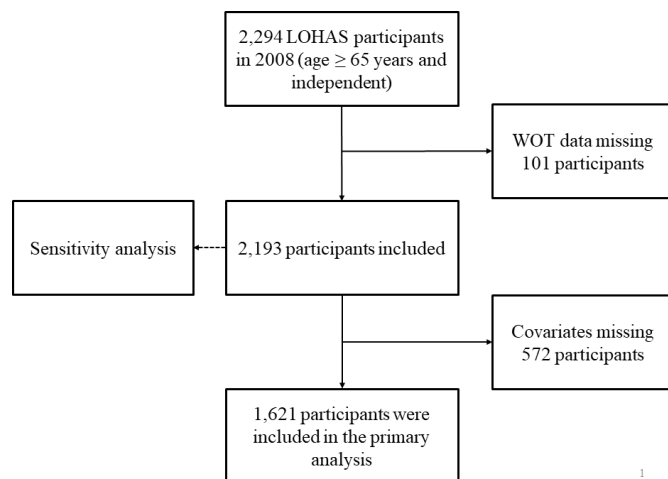 2,294 LOHAS participants
in 2008 (age ≥ 65 years and
independent)
WOT data missing
101 participants
Sensitivity analysis
2,193 participants included
Covariates missing
572 participants
1,621 participants were
included in the primary
analysis
1